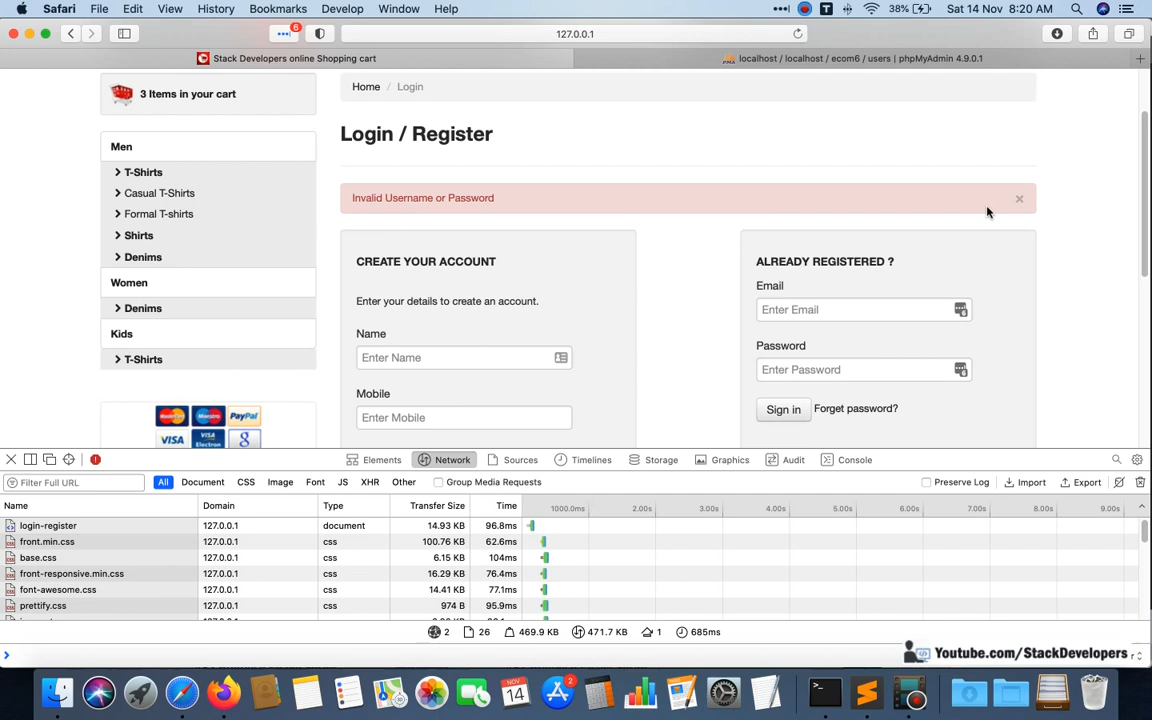 Safari File Edit View History Bookmarks Develop Window Help
38% Sat 14 Nov 8:20 AM
6
127.0.0.1
Stack Developers online Shopping cart
localhost / localhost / ecom6 / users | phpMyAdmin 4.9.0.1
3 Items in your cart
Home / Login
Login / Register
Men
T-Shirts
Casual T-Shirts
Formal T-shirts
Shirts
Denims
Women
Denims
Kids
T-Shirts
MasterCard Maestro PayPal
VISA VISA Electron g
Invalid Username or Password ×
CREATE YOUR ACCOUNT
Enter your details to create an account.
Name
Enter Name
Mobile
Enter Mobile
ALREADY REGISTERED ?
Email
Enter Email
Password
Enter Password
Sign in Forget password?
Elements Network Sources Timelines Storage Graphics Audit Console
Filter Full URL All Document CSS Image Font JS XHR Other Group Media Requests Preserve Log Import Export
Name Domain Type Transfer Size Time 1000.0ms 2.00s 3.00s 4.00s 5.00s 6.00s 7.00s 8.00s 9.00s
login-register 127.0.0.1 document 14.93 KB 96.8ms
front.min.css 127.0.0.1 css 100.76 KB 62.6ms
base.css 127.0.0.1 css 6.15 KB 104ms
front-responsive.min.css 127.0.0.1 css 16.29 KB 76.4ms
font-awesome.css 127.0.0.1 css 14.41 KB 77.1ms
prettify.css 127.0.0.1 css 974 B 95.9ms
2 26 469.9 KB 471.7 KB 1 685ms
Youtube.com/StackDevelopers
NOV
14
2